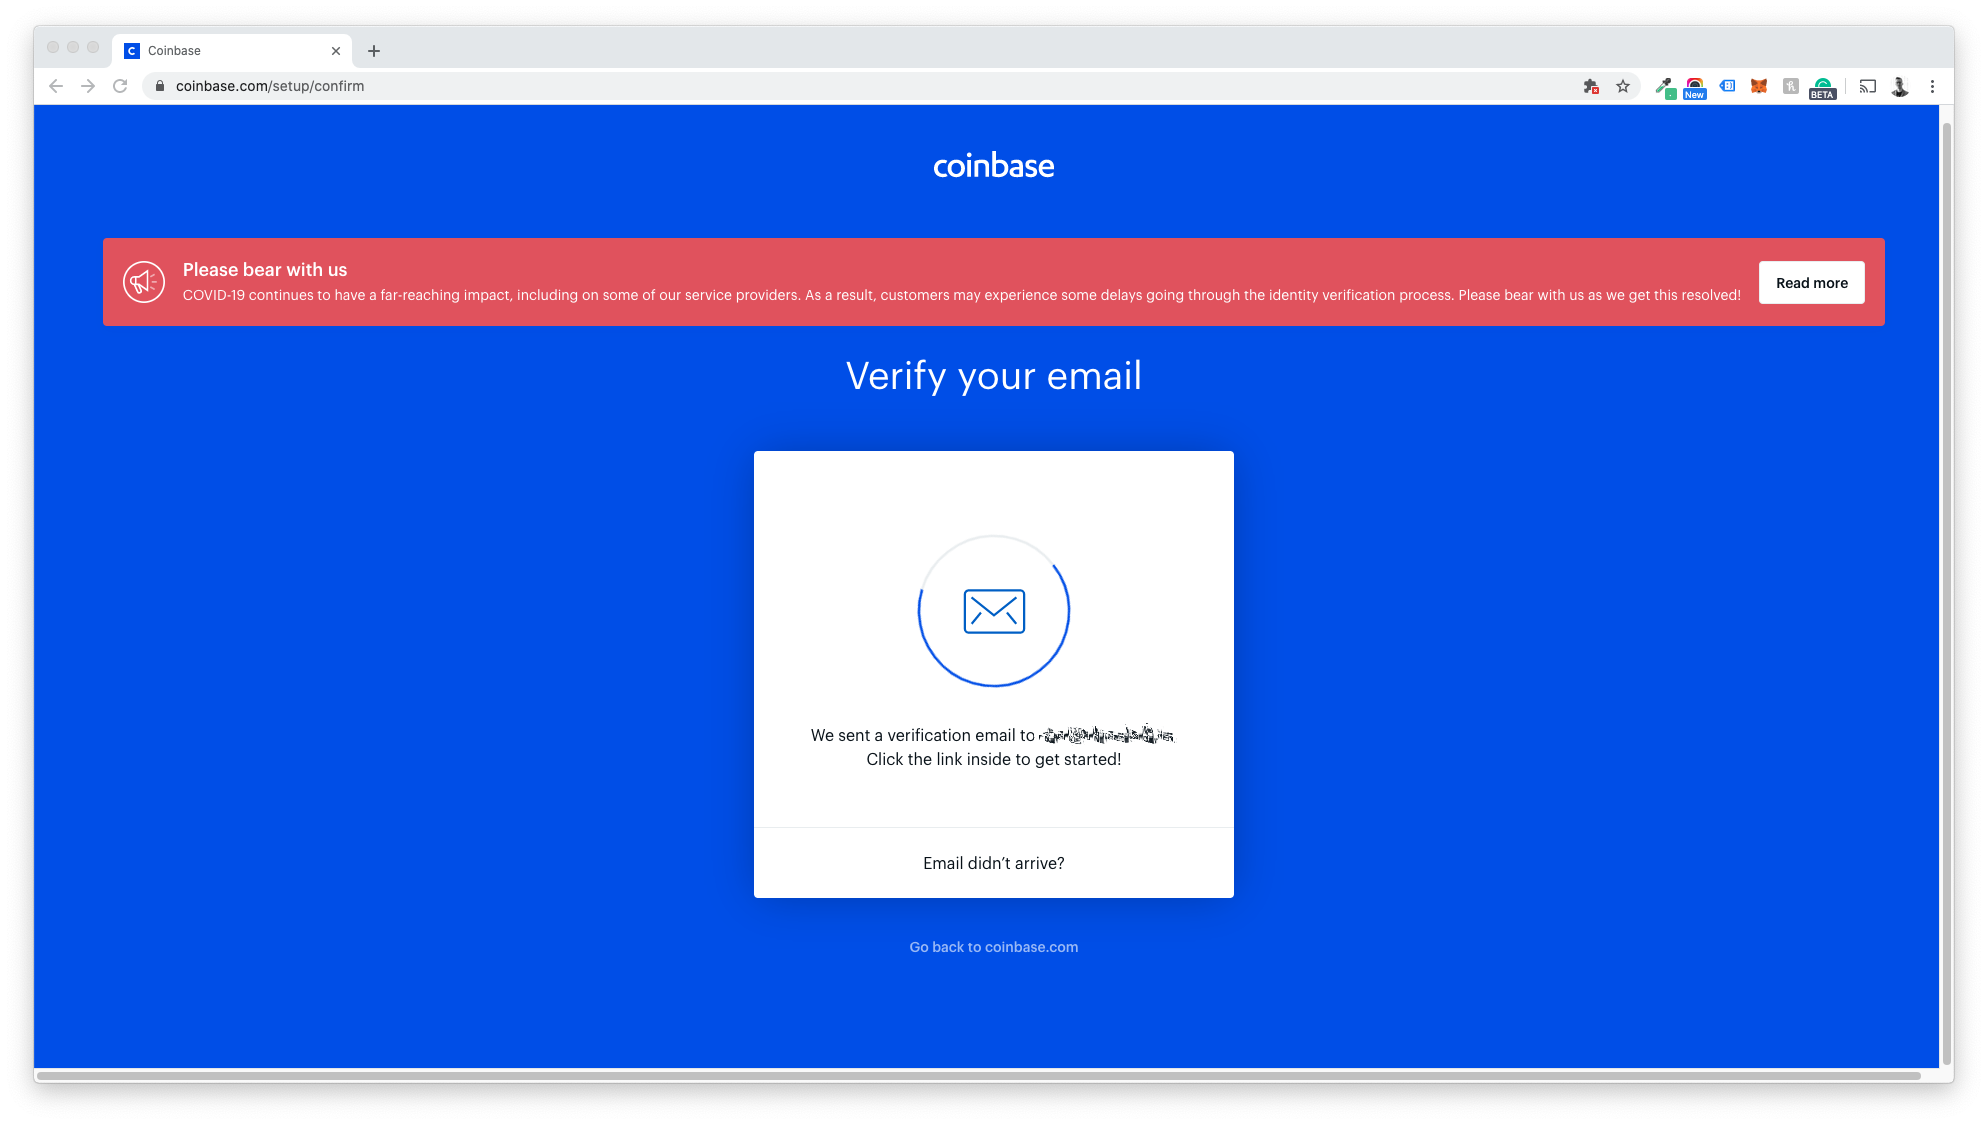 Coinbase
coinbase.com/setup/confirm
New
BETA
coinbase
Please bear with us
COVID-19 continues to have a far-reaching impact, including on some of our service providers. As a result, customers may experience some delays going through the identity verification process. Please bear with us as we get this resolved!
Read more
Verify your email
We sent a verification email to
Click the link inside to get started!
Email didn’t arrive?
Go back to coinbase.com